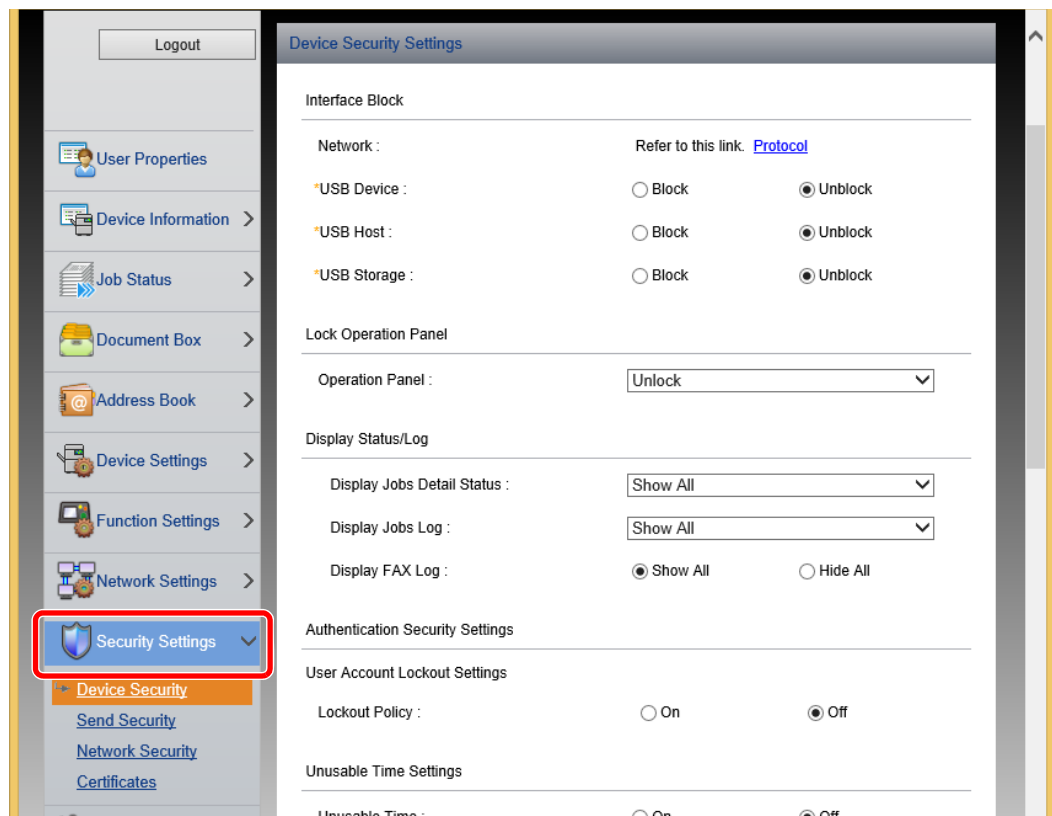 Logout
User Properties
Device Information
Job Status
Document Box
Address Book
Device Settings
Function Settings
Network Settings
Security Settings
Device Security
Send Security
Network Security
Certificates
Device Security Settings
Interface Block
Network : Refer to this link. Protocol
*USB Device : Block Unblock
*USB Host : Block Unblock
*USB Storage : Block Unblock
Lock Operation Panel
Operation Panel : Unlock
Display Status/Log
Display Jobs Detail Status : Show All
Display Jobs Log : Show All
Display FAX Log : Show All Hide All
Authentication Security Settings
User Account Lockout Settings
Lockout Policy : On Off
Unusable Time Settings
Unusable Time : On Off